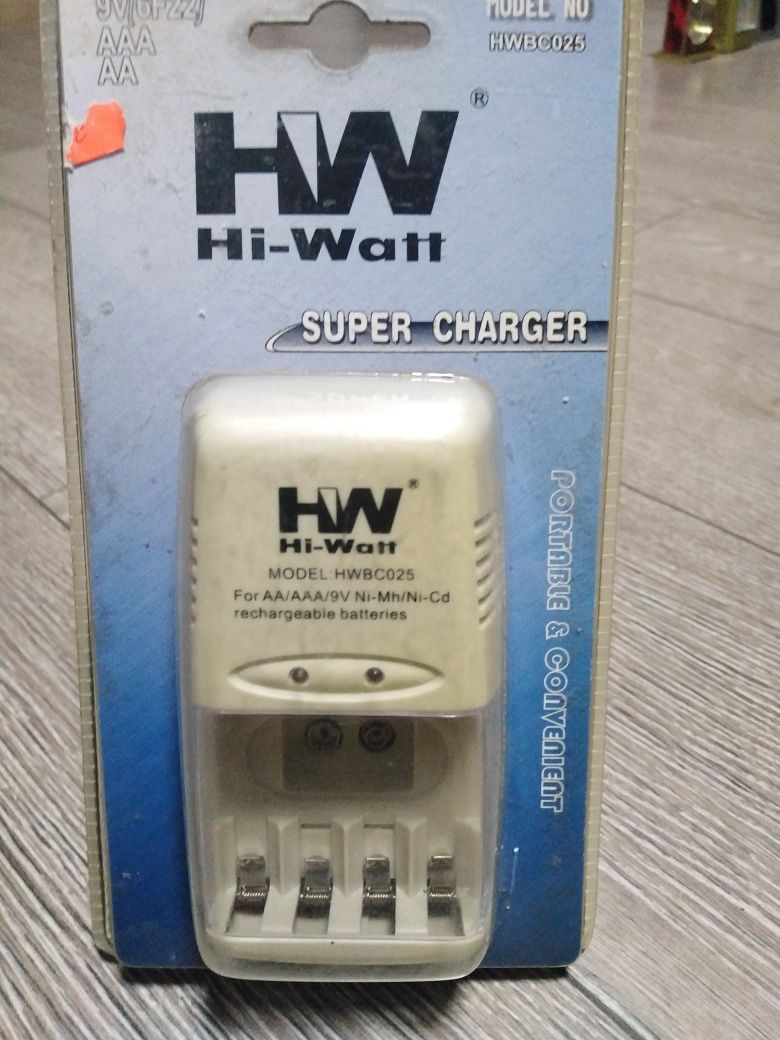 9V(6F22)
AAA
AA
MODEL NO
HWBC025
HW®
Hi-Watt
SUPER CHARGER
HW®
Hi-Watt
MODEL:HWBC025
For AA/AAA/9V Ni-Mh/Ni-Cd
rechargeable batteries
PORTABLE & CONVENIENT